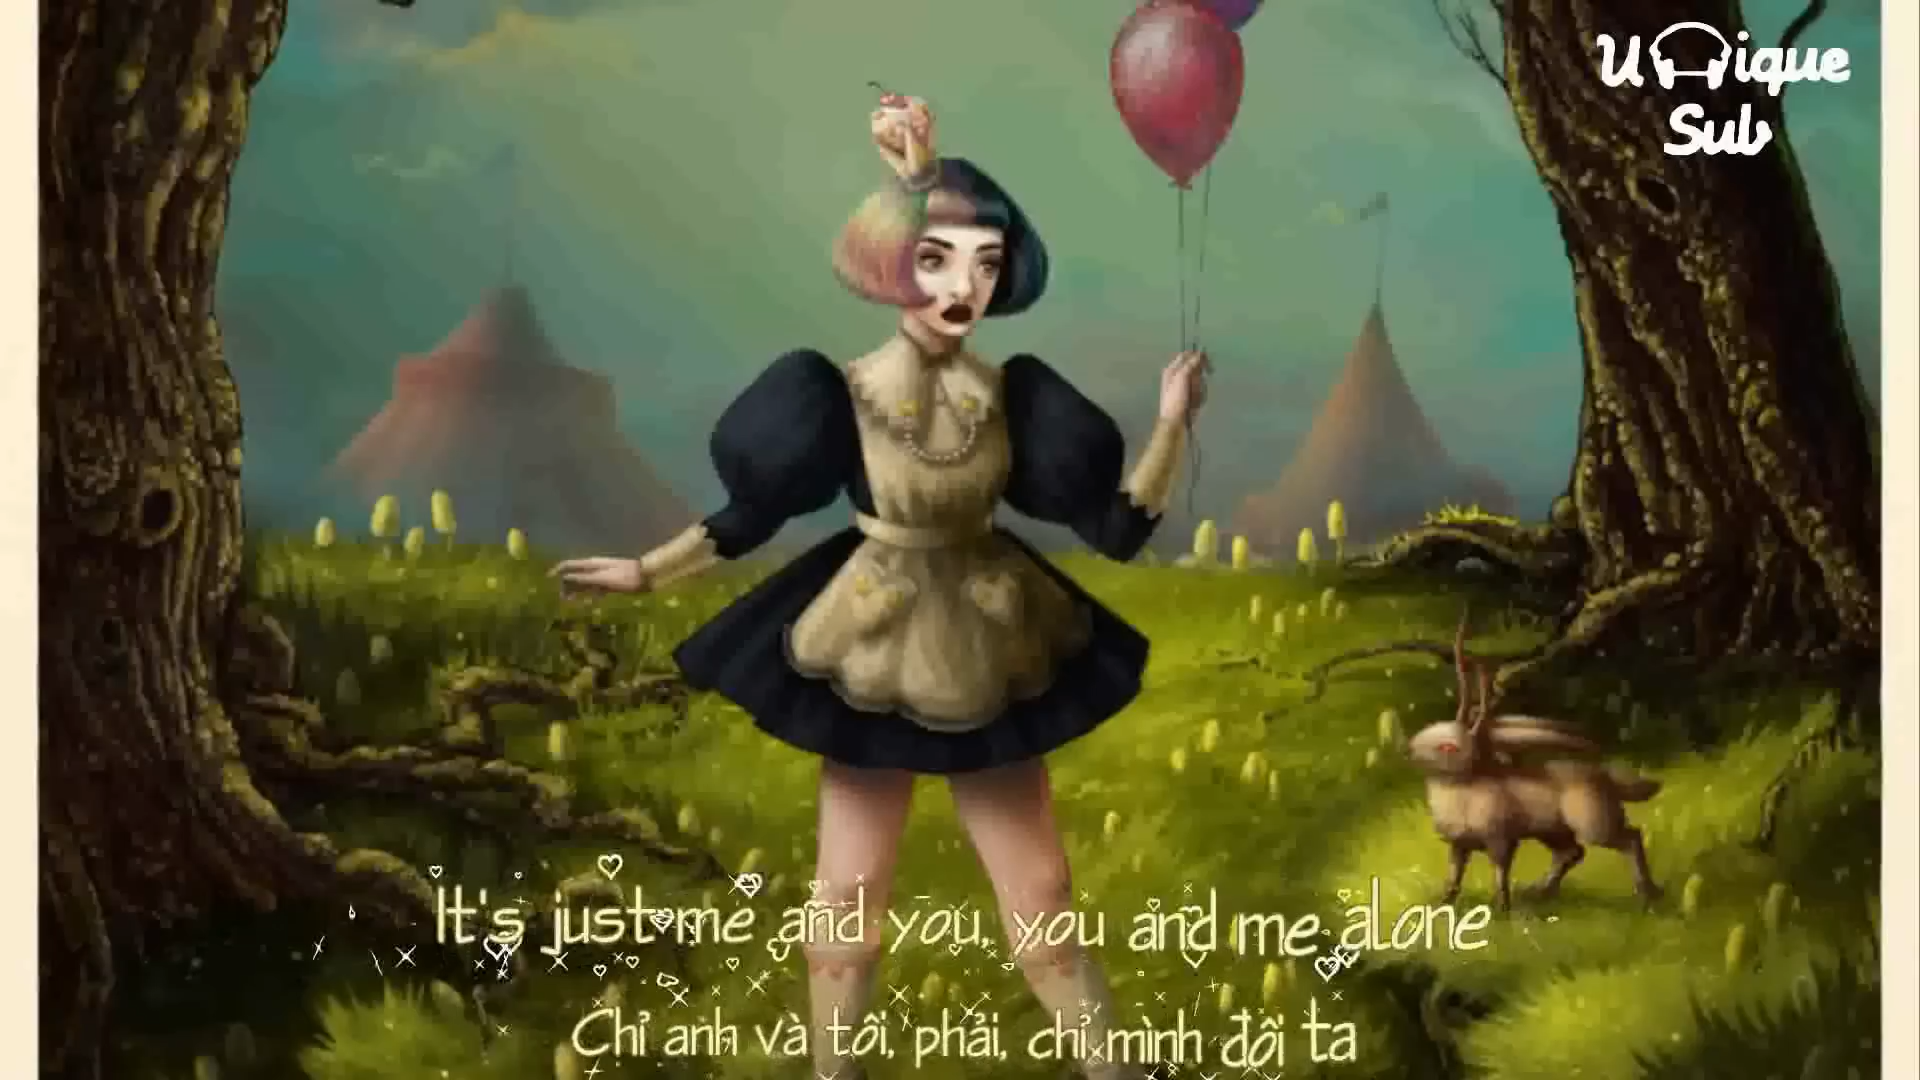 Unique
Sub
It's just me and you, you and me alone
Chỉ anh và tôi, phải, chỉ mình đôi ta